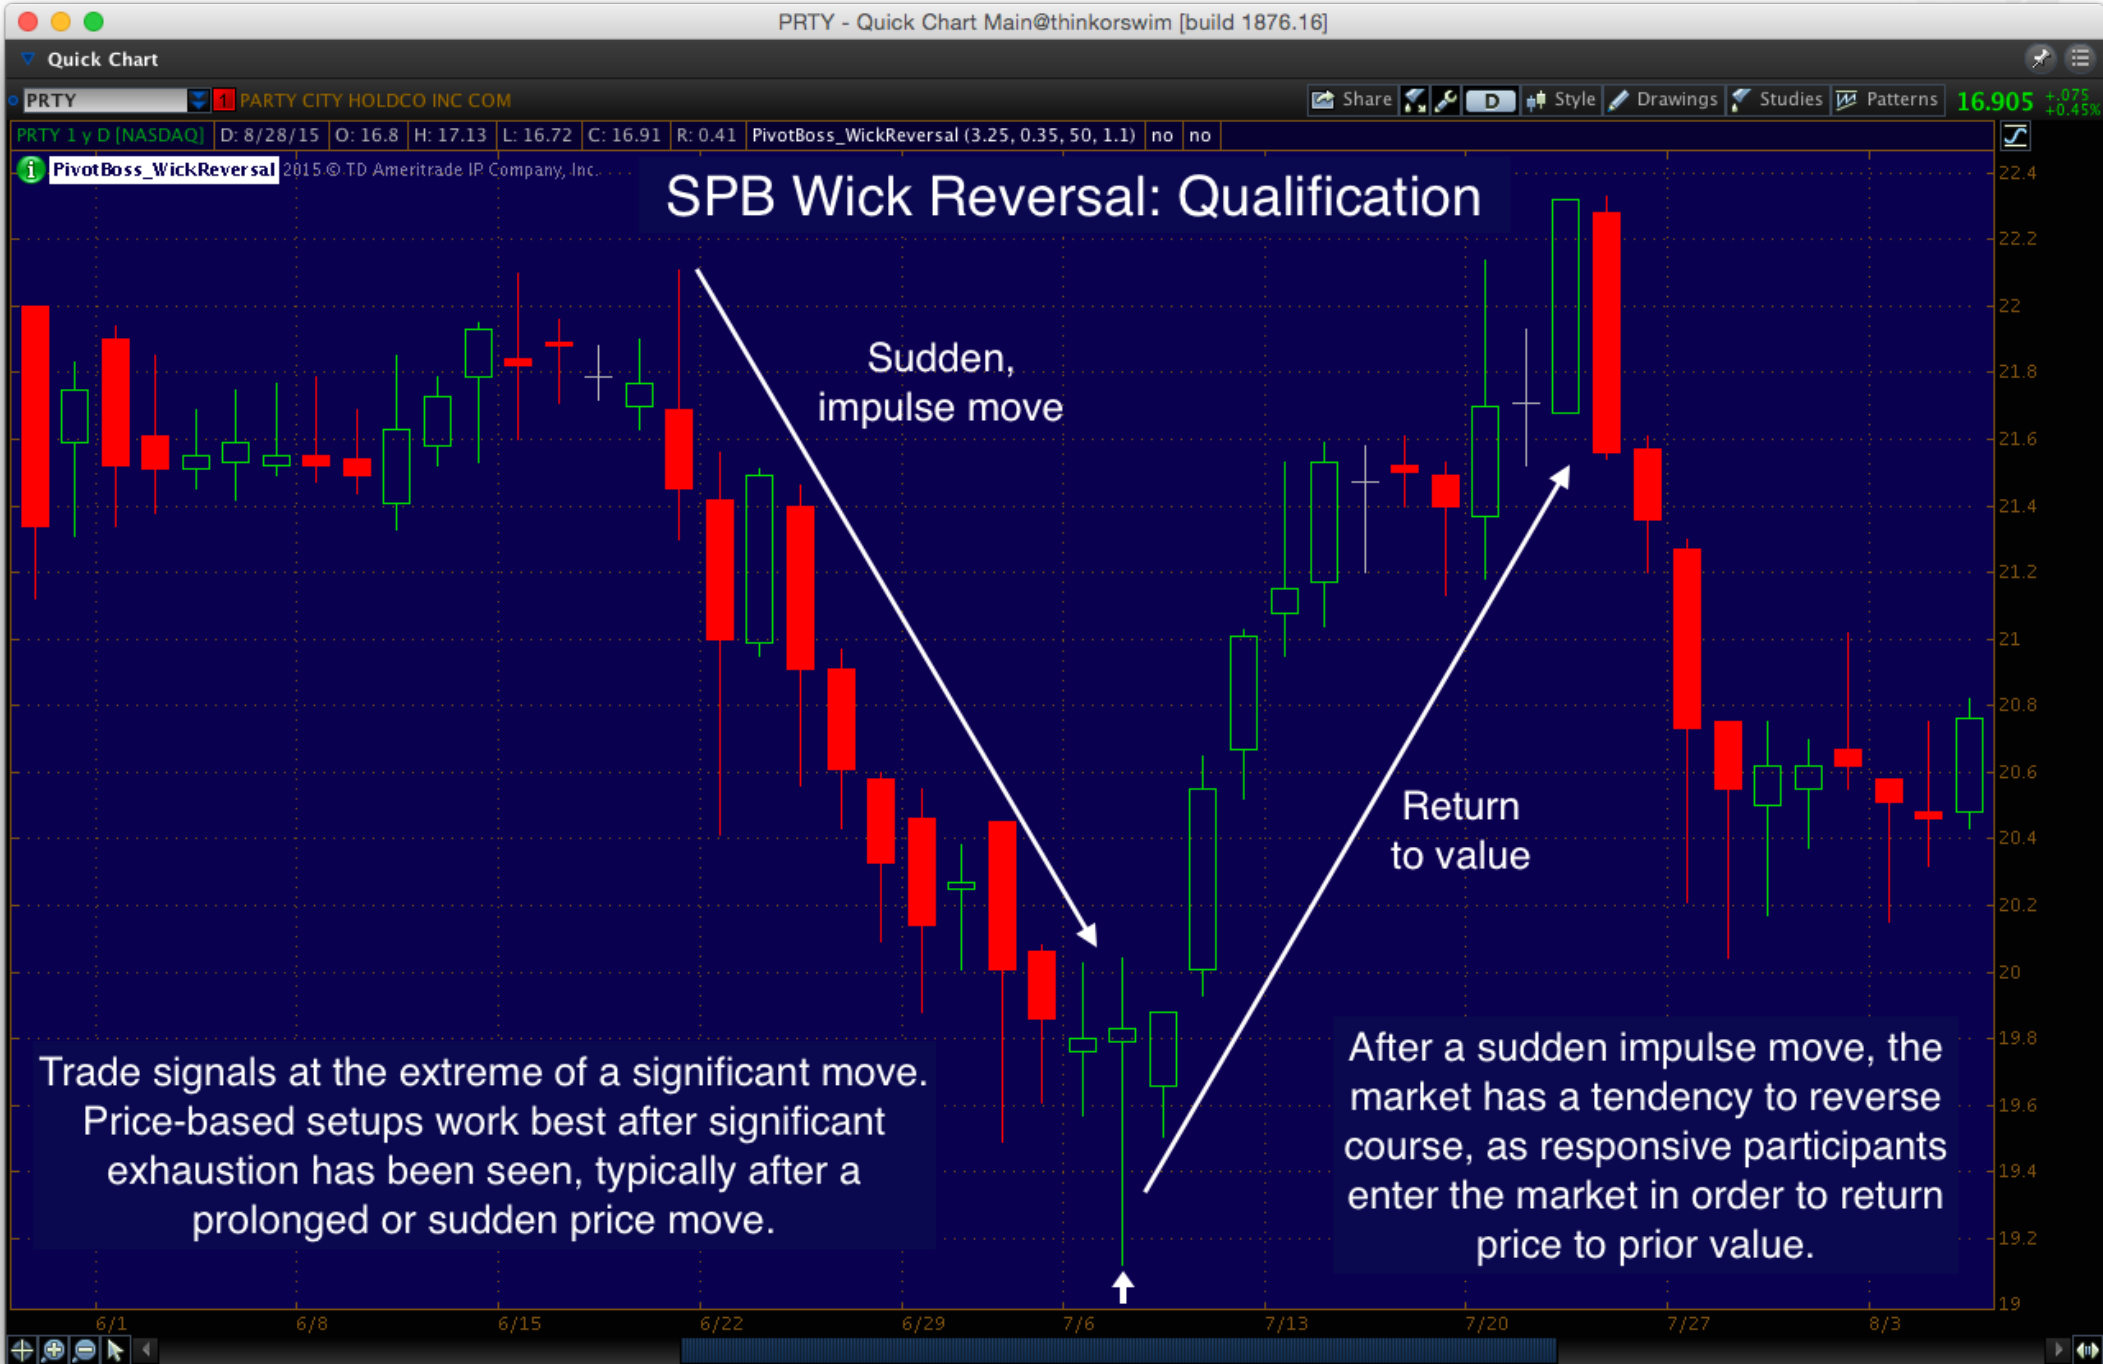 PRTY - Quick Chart Main@thinkorswim [build 1876.16]
Quick Chart
PRTY 1 PARTY CITY HOLDCO INC COM Share D Style Drawings Studies Patterns 16.905 +.075
+0.45%
PRTY 1 y D [NASDAQ] D: 8/28/15 O: 16.8 H: 17.13 L: 16.72 C: 16.91 R: 0.41 PivotBoss_WickReversal (3.25, 0.35, 50, 1.1) no no
i PivotBoss_WickReversal 2015 © TD Ameritrade IP Company, Inc.
SPB Wick Reversal: Qualification
Sudden,
impulse move
Return
to value
Trade signals at the extreme of a significant move.
Price-based setups work best after significant
exhaustion has been seen, typically after a
prolonged or sudden price move.
After a sudden impulse move, the
market has a tendency to reverse
course, as responsive participants
enter the market in order to return
price to prior value.
22.4
22.2
22
21.8
21.6
21.4
21.2
21
20.8
20.6
20.4
20.2
20
19.8
19.6
19.4
19.2
19
6/1 6/8 6/15 6/22 6/29 7/6 7/13 7/20 7/27 8/3